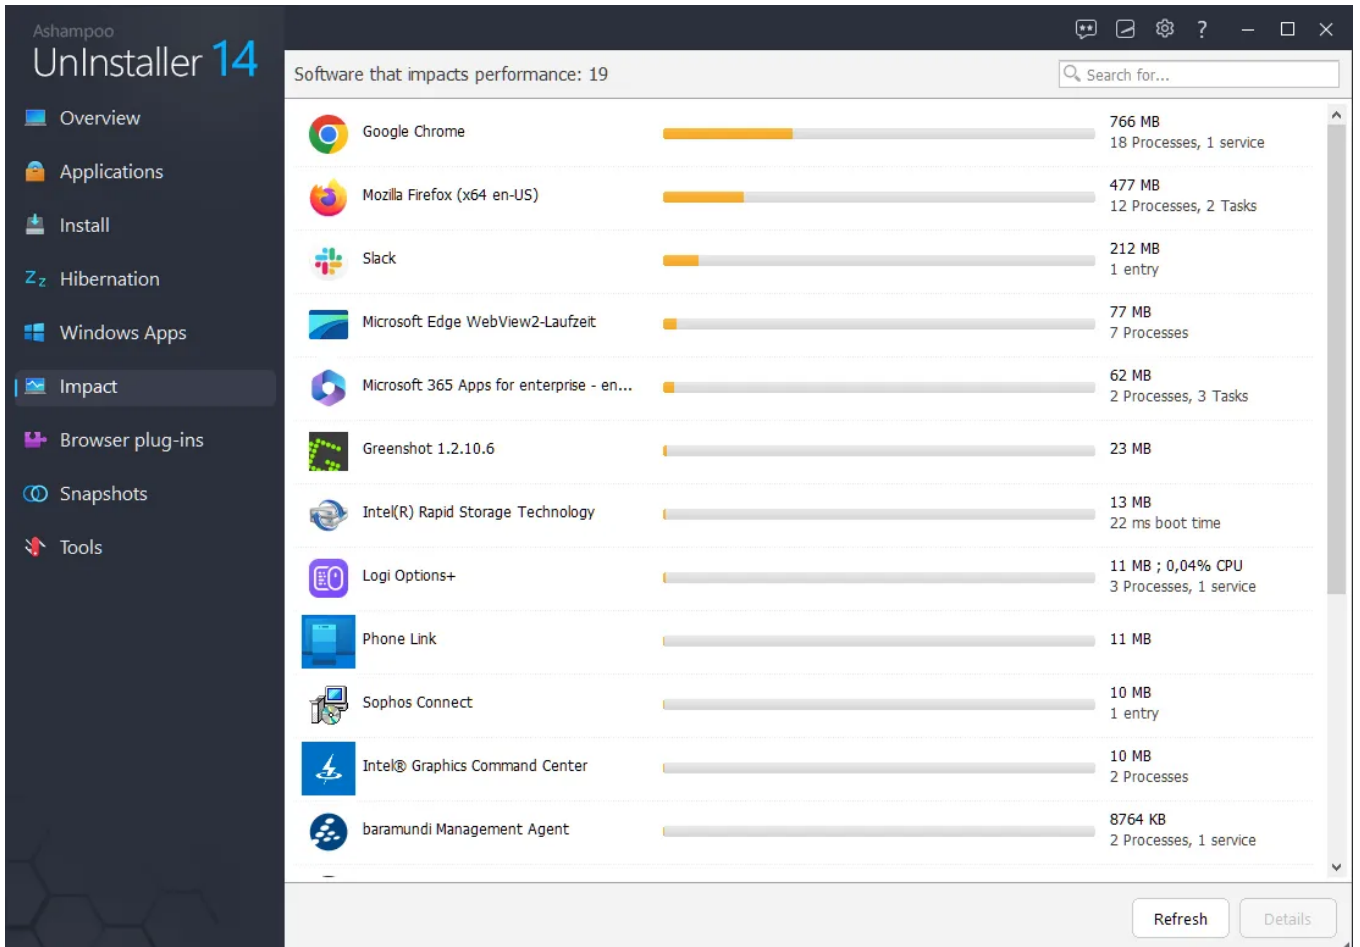 Ashampoo
UnInstaller 14
Overview
Applications
Install
Zz Hibernation
Windows Apps
Impact
Browser plug-ins
Snapshots
Tools
?
Software that impacts performance: 19
Search for...
Google Chrome
766 MB
18 Processes, 1 service
Mozilla Firefox (x64 en-US)
477 MB
12 Processes, 2 Tasks
Slack
212 MB
1 entry
Microsoft Edge WebView2-Laufzeit
77 MB
7 Processes
Microsoft 365 Apps for enterprise - en...
62 MB
2 Processes, 3 Tasks
Greenshot 1.2.10.6
23 MB
Intel(R) Rapid Storage Technology
13 MB
22 ms boot time
Logi Options+
11 MB ; 0,04% CPU
3 Processes, 1 service
Phone Link
11 MB
Sophos Connect
10 MB
1 entry
Intel® Graphics Command Center
10 MB
2 Processes
baramundi Management Agent
8764 KB
2 Processes, 1 service
Refresh
Details